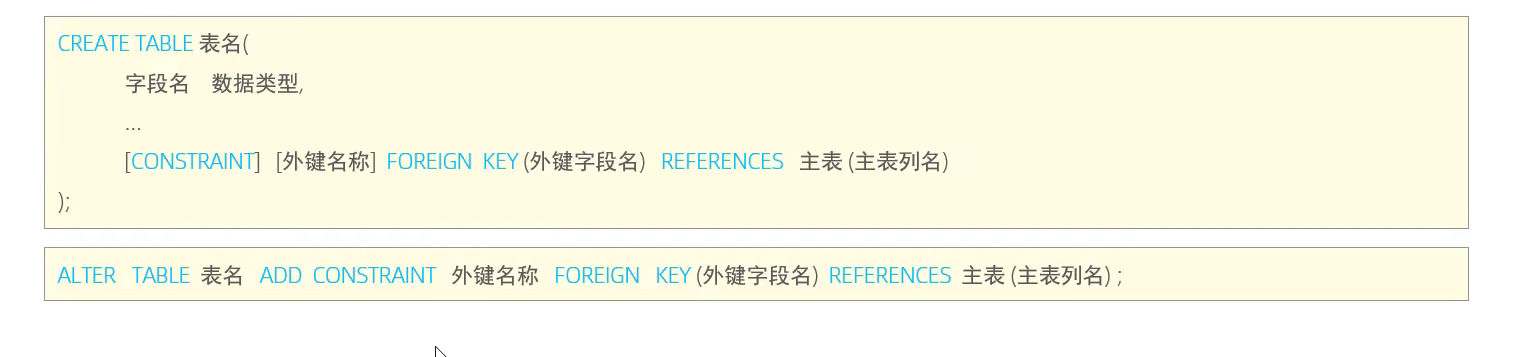 CREATE TABLE 表名(
字段名 数据类型,
...
[CONSTRAINT] [外键名称] FOREIGN KEY (外键字段名) REFERENCES 主表 (主表列名)
);
ALTER TABLE 表名 ADD CONSTRAINT 外键名称 FOREIGN KEY (外键字段名) REFERENCES 主表 (主表列名) ;